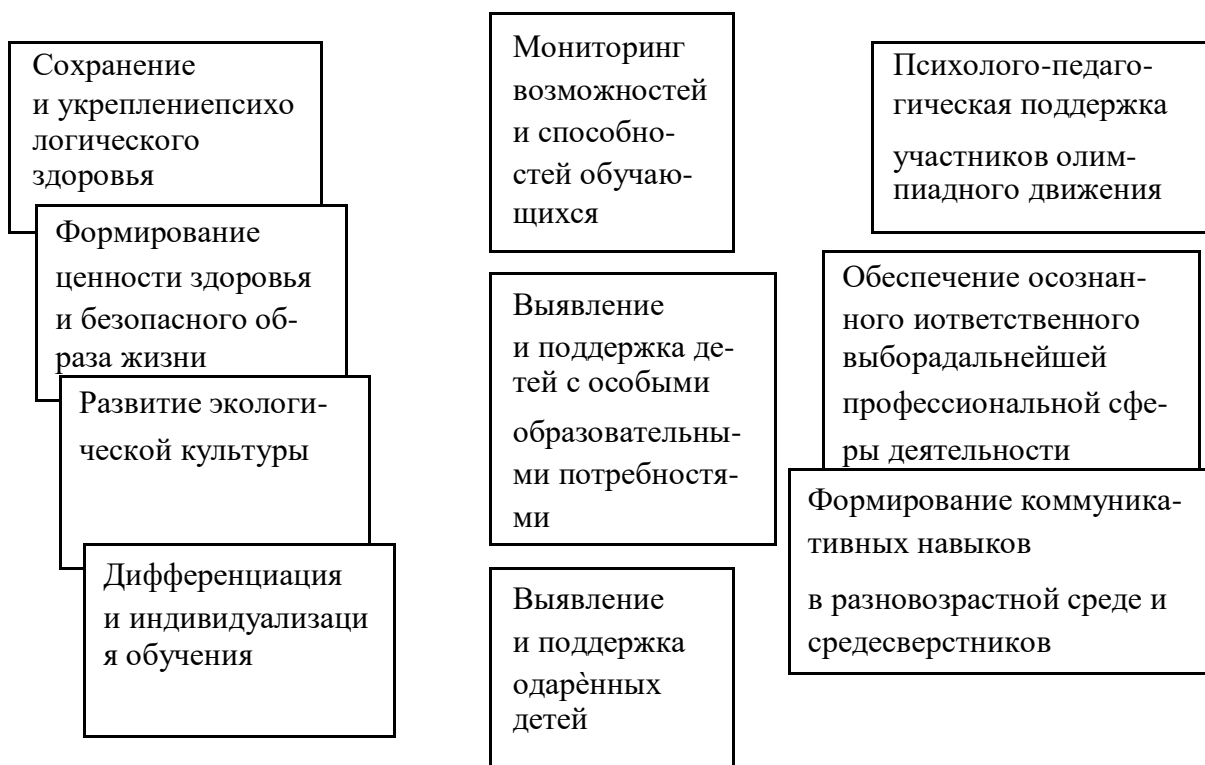 Сохранение
и укреплениепсихо
логического
здоровья
Формирование
ценности здоровья
и безопасного об-
раза жизни
Развитие экологи-
ческой культуры
Дифференциация
и индивидуализаци
я обучения
Мониторинг
возможностей
и способно-
стей обучаю-
щихся
Выявление
и поддержка де-
тей с особыми
образовательны-
ми потребностя-
ми
Выявление
и поддержка
одарѐнных
детей
Психолого-педаго-
гическая поддержка
участников олим-
пиадного движения
Обеспечение осознан-
ного иответственного
выборадальнейшей
профессиональной сфе-
ры деятельности
Формирование коммуника-
тивных навыков
в разновозрастной среде и
средесверстников